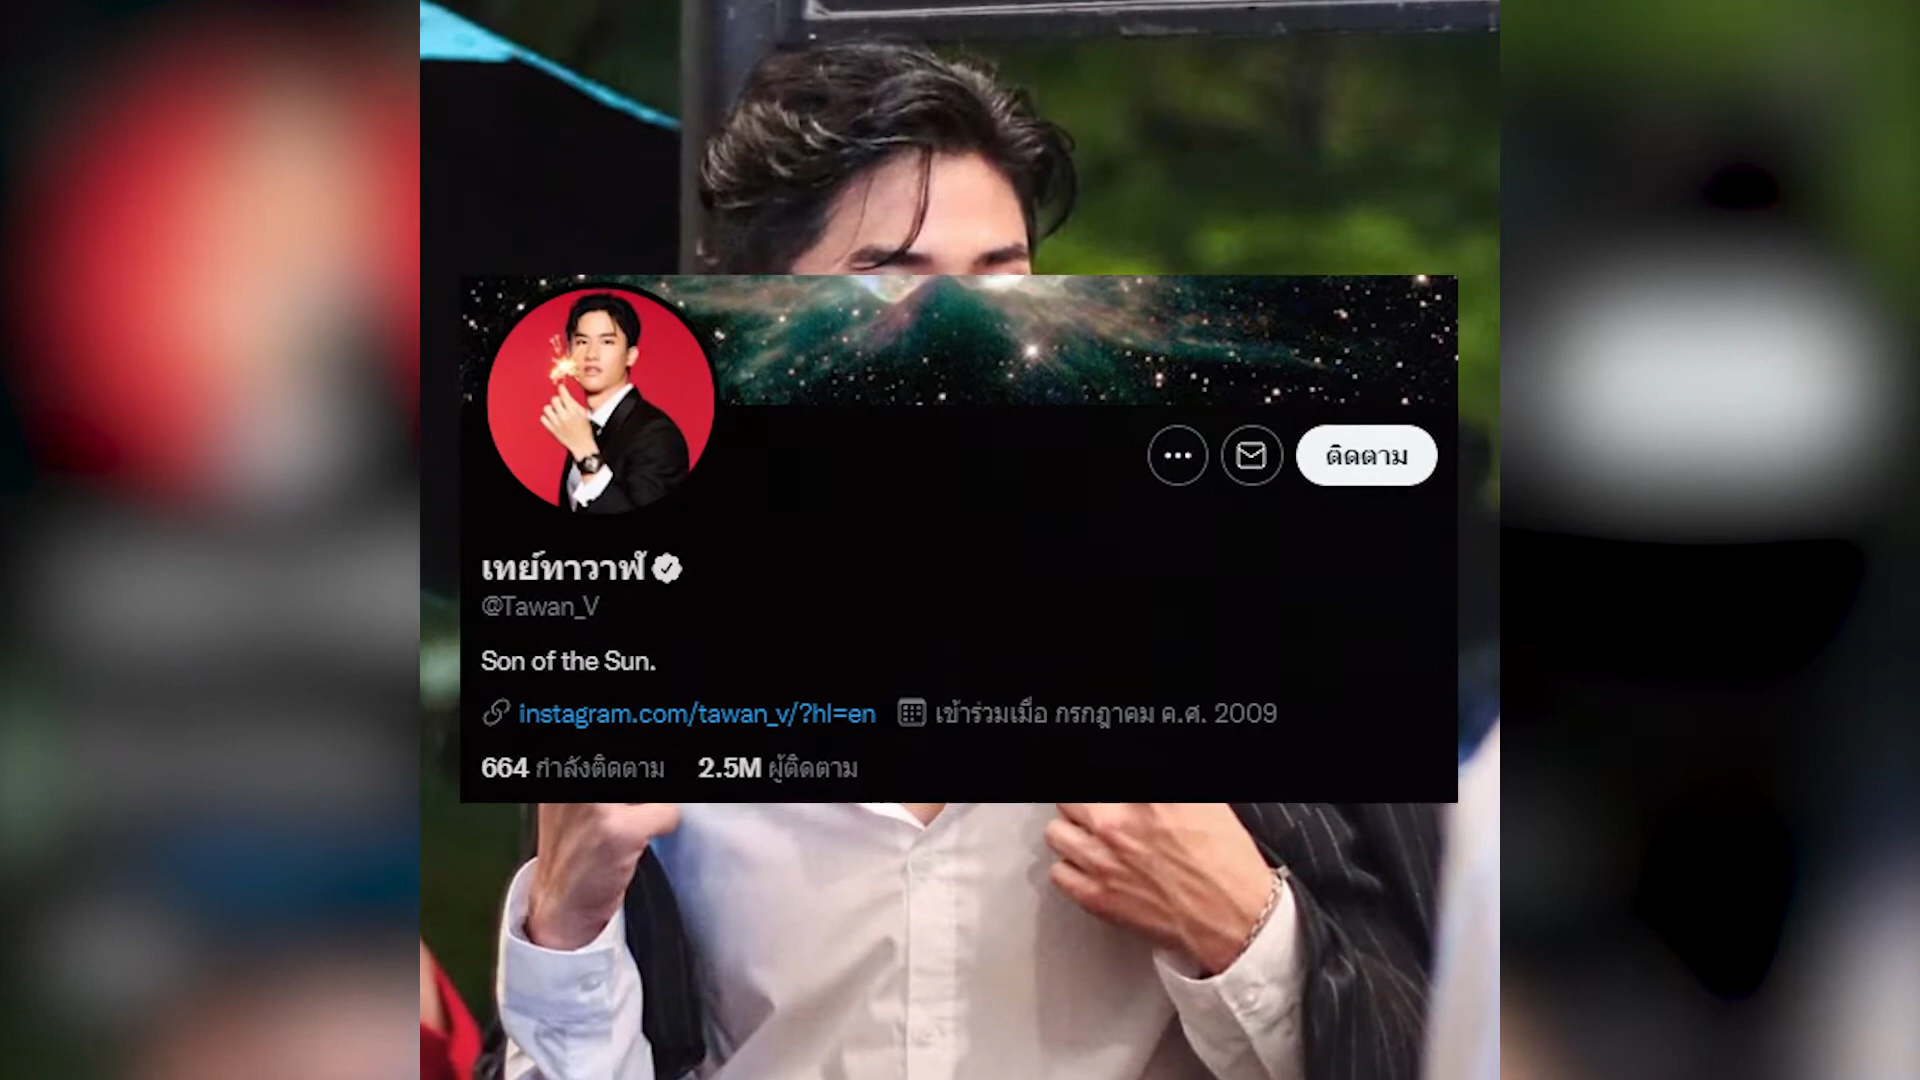 ติดตาม
เทย์ทาวาฬ้
@Tawan_V
Son of the Sun.
instagram.com/tawan_v/?hl=en เข้าร่วมเมื่อ กรกฎาคม ค.ศ. 2009
664 กำลังติดตาม 2.5M ผู้ติดตาม